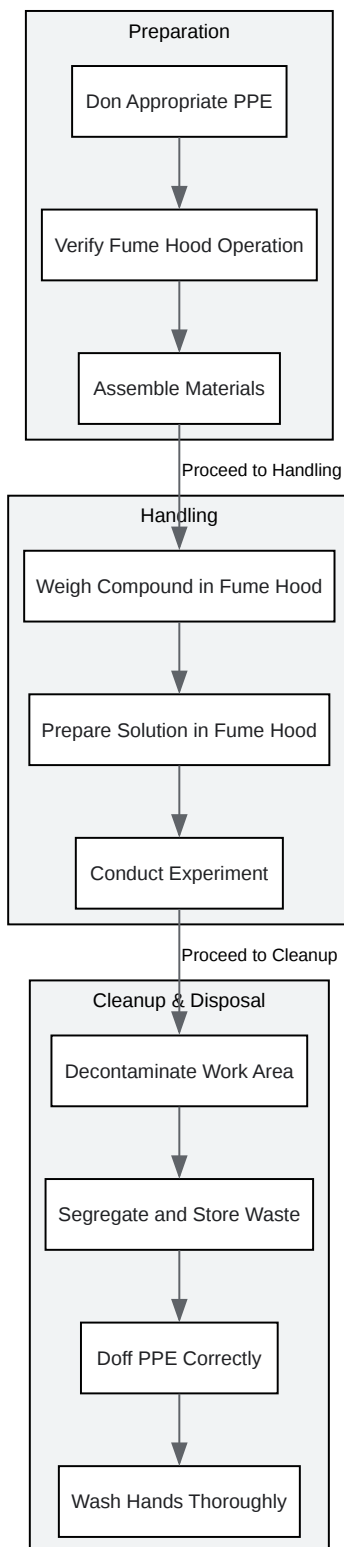 Preparation
Don Appropriate PPE
Verify Fume Hood Operation
Assemble Materials
Proceed to Handling
Handling
Weigh Compound in Fume Hood
Prepare Solution in Fume Hood
Conduct Experiment
Proceed to Cleanup
Cleanup & Disposal
Decontaminate Work Area
Segregate and Store Waste
Doff PPE Correctly
Wash Hands Thoroughly